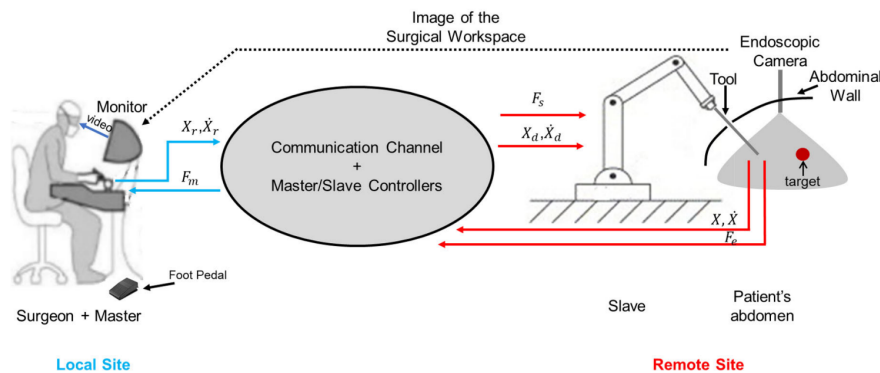 Image of the
Surgical Workspace
Endoscopic
Camera
Tool
Abdominal
Wall
Monitor
video
X_r, Ẋ_r
F_m
Communication Channel
+
Master/Slave Controllers
F_s
X_d, Ẋ_d
target
X, Ẋ
F_e
Foot Pedal
Surgeon + Master
Slave
Patient's
abdomen
Local Site
Remote Site